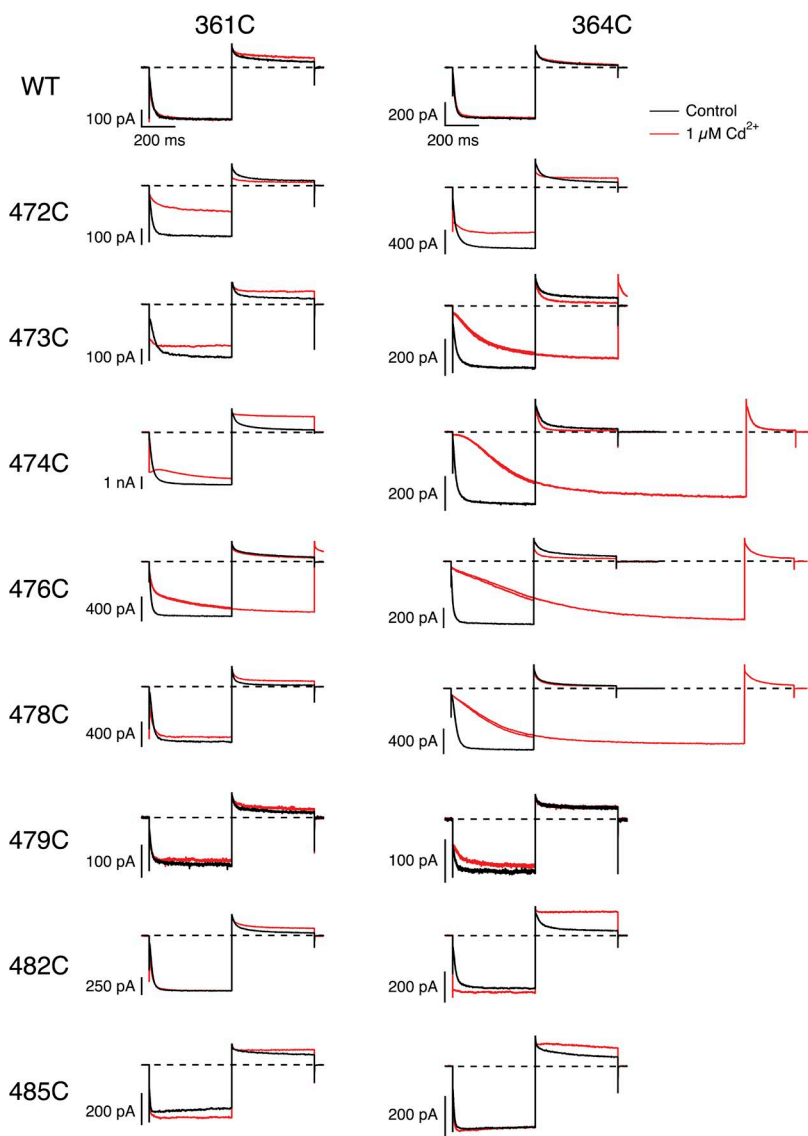 361C 364C
WT
100 pA 200 pA
200 ms 200 ms
Control
1 µM Cd²⁺
472C
100 pA 400 pA
473C
100 pA 200 pA
474C
1 nA 200 pA
476C
400 pA 200 pA
478C
400 pA 400 pA
479C
100 pA 100 pA
482C
250 pA 200 pA
485C
200 pA 200 pA